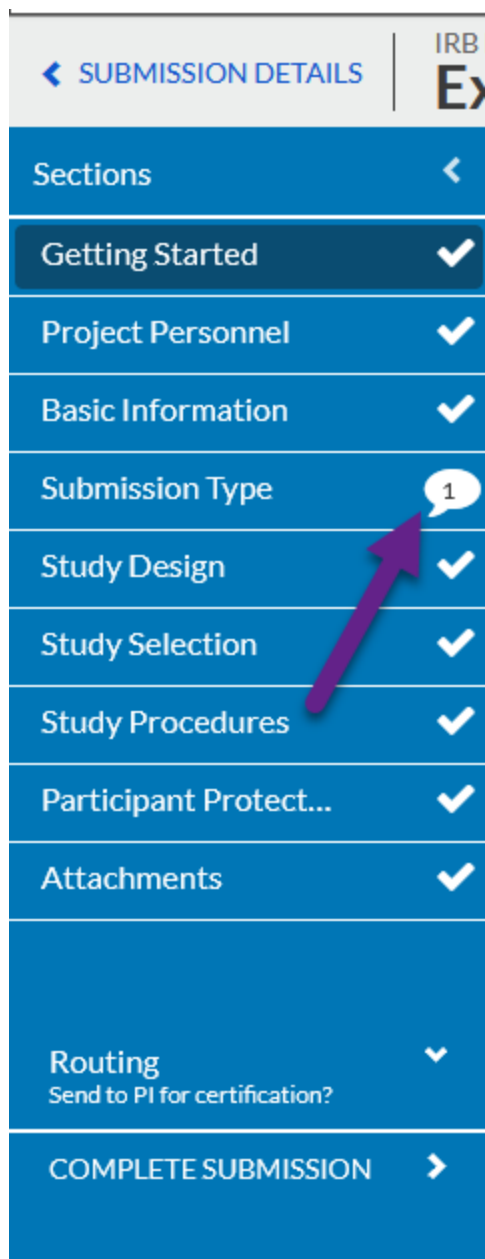 SUBMISSION DETAILS
IRB
Ex
Sections
Getting Started
Project Personnel
Basic Information
Submission Type
1
Study Design
Study Selection
Study Procedures
Participant Protect...
Attachments
Routing
Send to PI for certification?
COMPLETE SUBMISSION